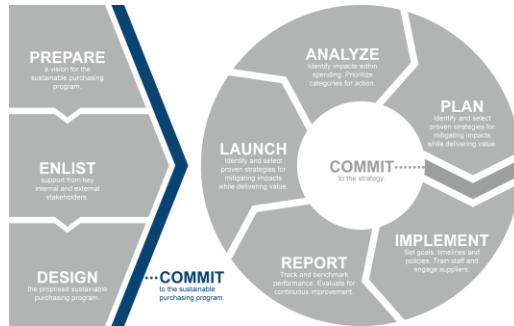 PREPARE
a vision for the
sustainable purchasing
program.
ENLIST
support from key
internal and external
stakeholders.
DESIGN
the proposed sustainable
purchasing program.
COMMIT
to the sustainable
purchasing program.
ANALYZE
Identify impacts within
spending. Prioritize
categories for action.
PLAN
Identify and select
proven strategies for
mitigating impacts
while delivering value.
LAUNCH
Identify and select
proven strategies for
mitigating impacts
while delivering value.
COMMIT
to the strategy.
IMPLEMENT
Set goals, timelines and
policies. Train staff and
engage suppliers.
REPORT
Track and benchmark
performance. Evaluate for
continuous improvement.